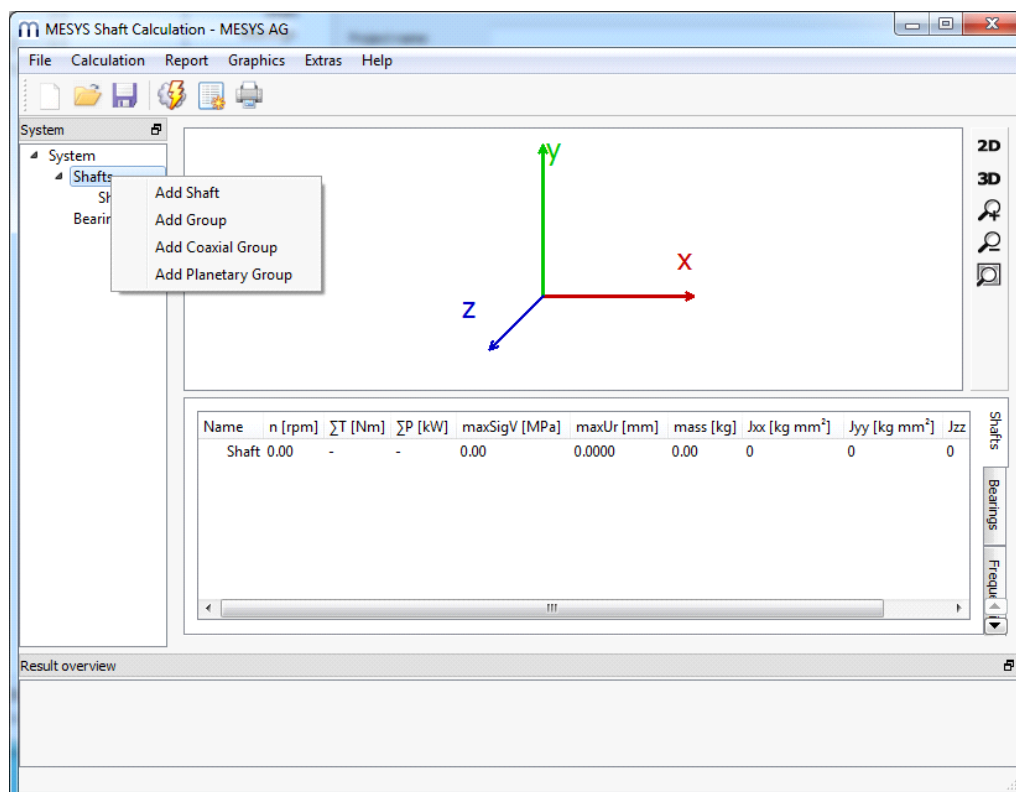 MESYS Shaft Calculation - MESYS AG
File Calculation Report Graphics Extras Help
System
System
Shafts
Add Shaft
Add Group
Add Coaxial Group
Add Planetary Group
y
x
z
2D
3D
Name n [rpm] ∑T [Nm] ∑P [kW] maxSigV [MPa] maxUr [mm] mass [kg] Jxx [kg mm²] Jyy [kg mm²] Jzz
Shaft 0.00 - - 0.00 0.0000 0.00 0 0 0
Shafts
Bearings
Result overview